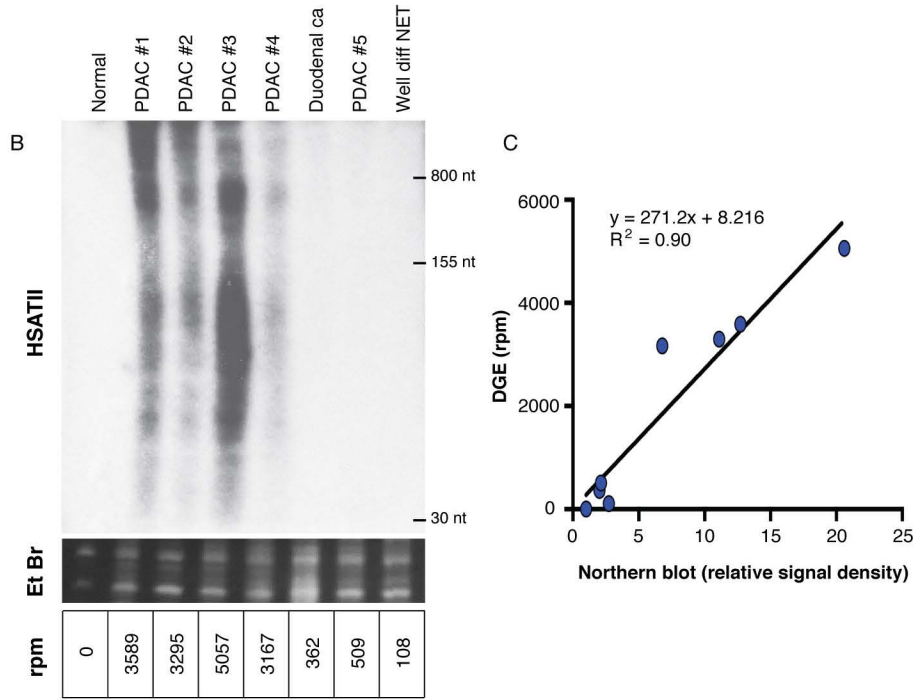 Normal
PDAC #1
PDAC #2
PDAC #3
PDAC #4
Duodenal ca
PDAC #5
Well diff NET
B
HSATII
800 nt
155 nt
30 nt
Et Br
rpm
0
3589
3295
5057
3167
362
509
108
C
y = 271.2x + 8.216
R² = 0.90
DGE (rpm)
6000
4000
2000
0
0 5 10 15 20 25
Northern blot (relative signal density)